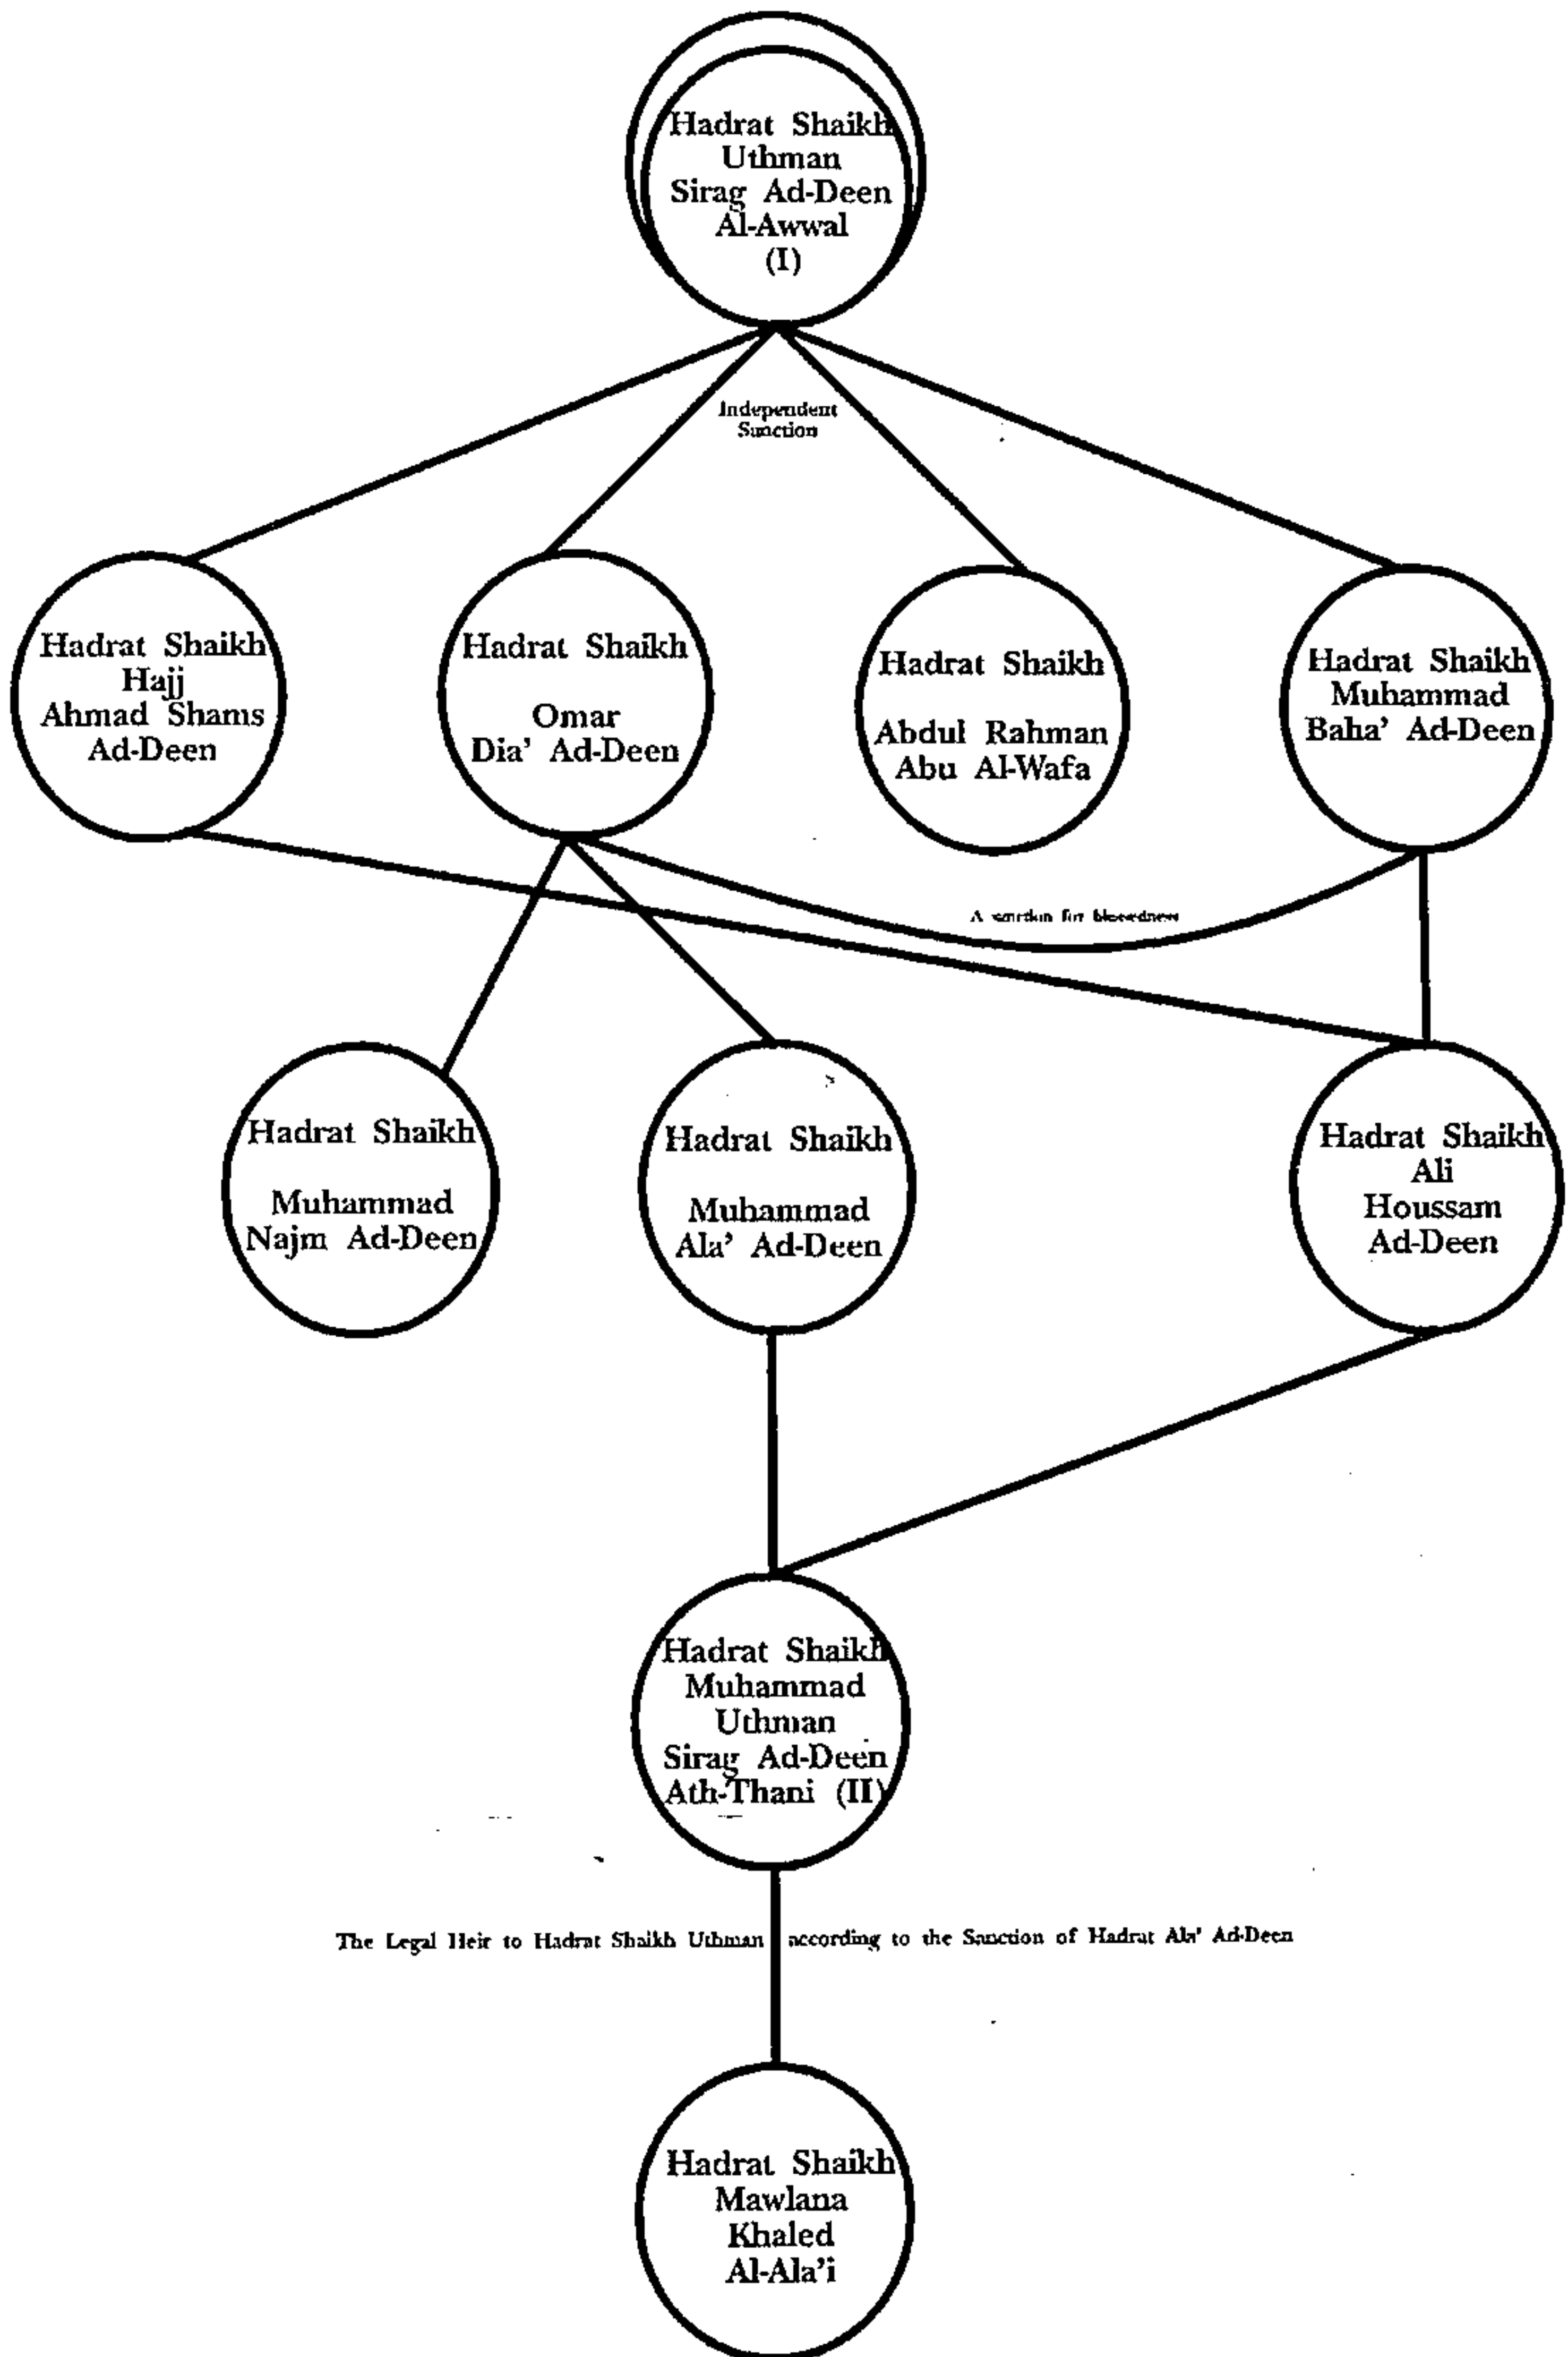 Hadrat Shaikh
Uthman
Sirag Ad-Deen
Al-Awwal
(I)
Independent
Sanction
Hadrat Shaikh
Hajj
Ahmad Shams
Ad-Deen
Hadrat Shaikh
Omar
Dia' Ad-Deen
Hadrat Shaikh
Abdul Rahman
Abu Al-Wafa
Hadrat Shaikh
Muhammad
Baha' Ad-Deen
A sanction for blessedness
Hadrat Shaikh
Muhammad
Najm Ad-Deen
Hadrat Shaikh
Muhammad
Ala' Ad-Deen
Hadrat Shaikh
Ali
Houssam
Ad-Deen
Hadrat Shaikh
Muhammad
Uthman
Sirag Ad-Deen
Ath-Thani (II)
The Legal Heir to Hadrat Shaikh Uthman according to the Sanction of Hadrat Ala' Ad-Deen
Hadrat Shaikh
Mawlana
Khaled
Al-Ala'i